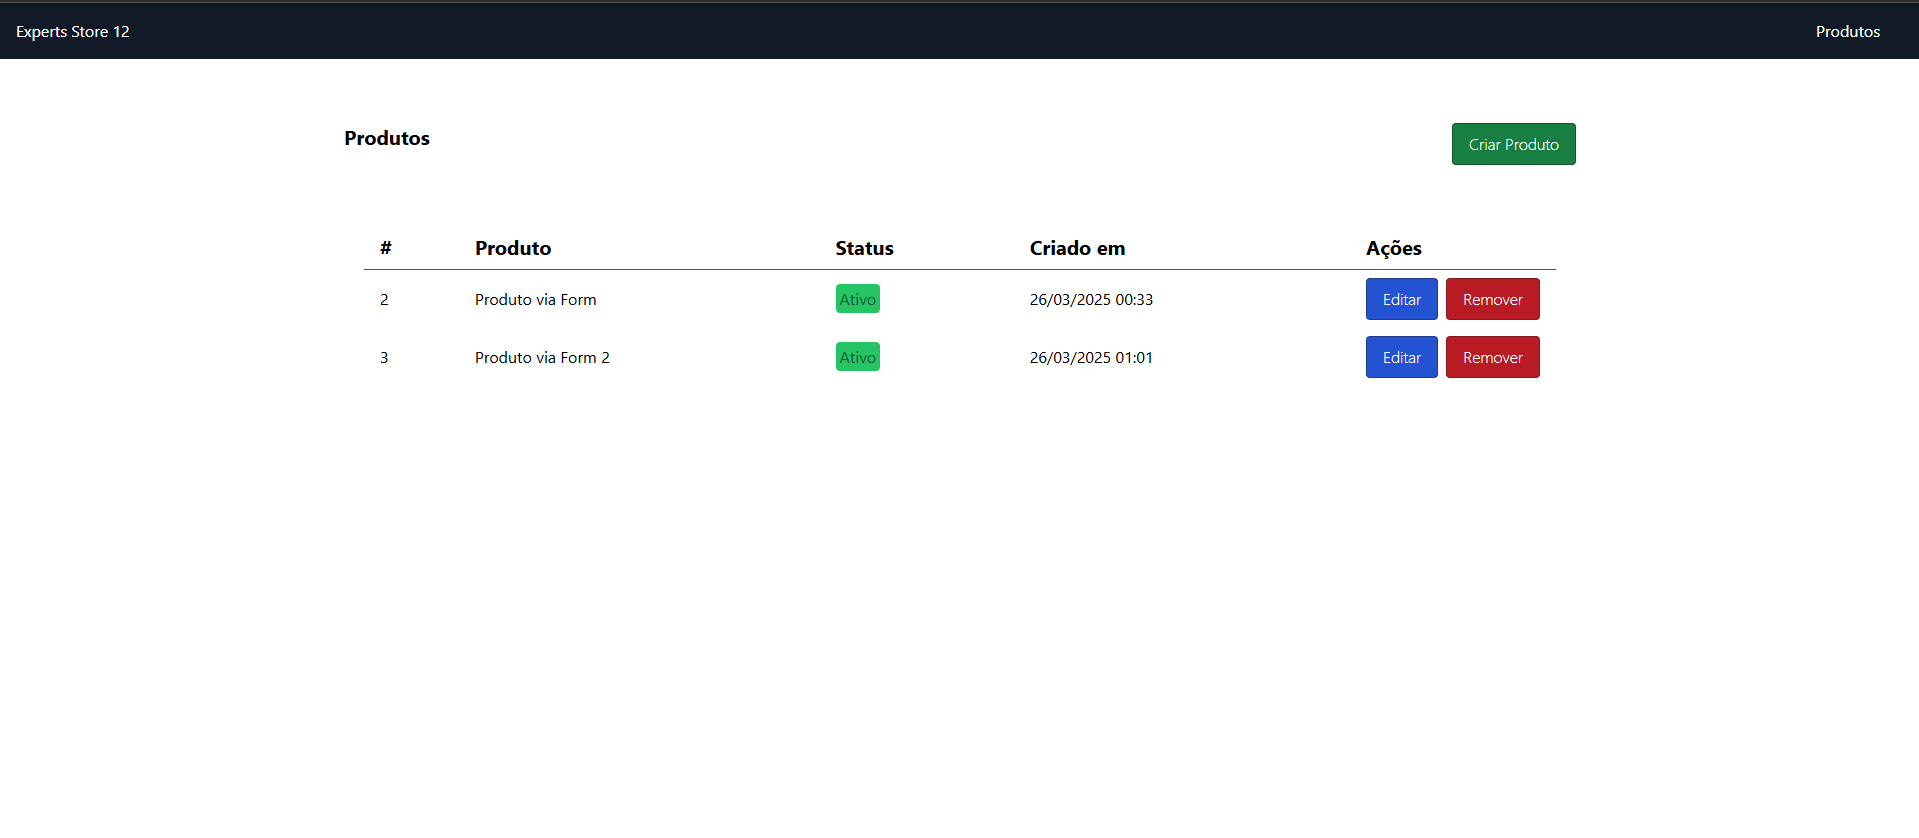 Experts Store 12 Produtos
Produtos Criar Produto
# Produto Status Criado em Ações
2 Produto via Form Ativo 26/03/2025 00:33 Editar Remover
3 Produto via Form 2 Ativo 26/03/2025 01:01 Editar Remover